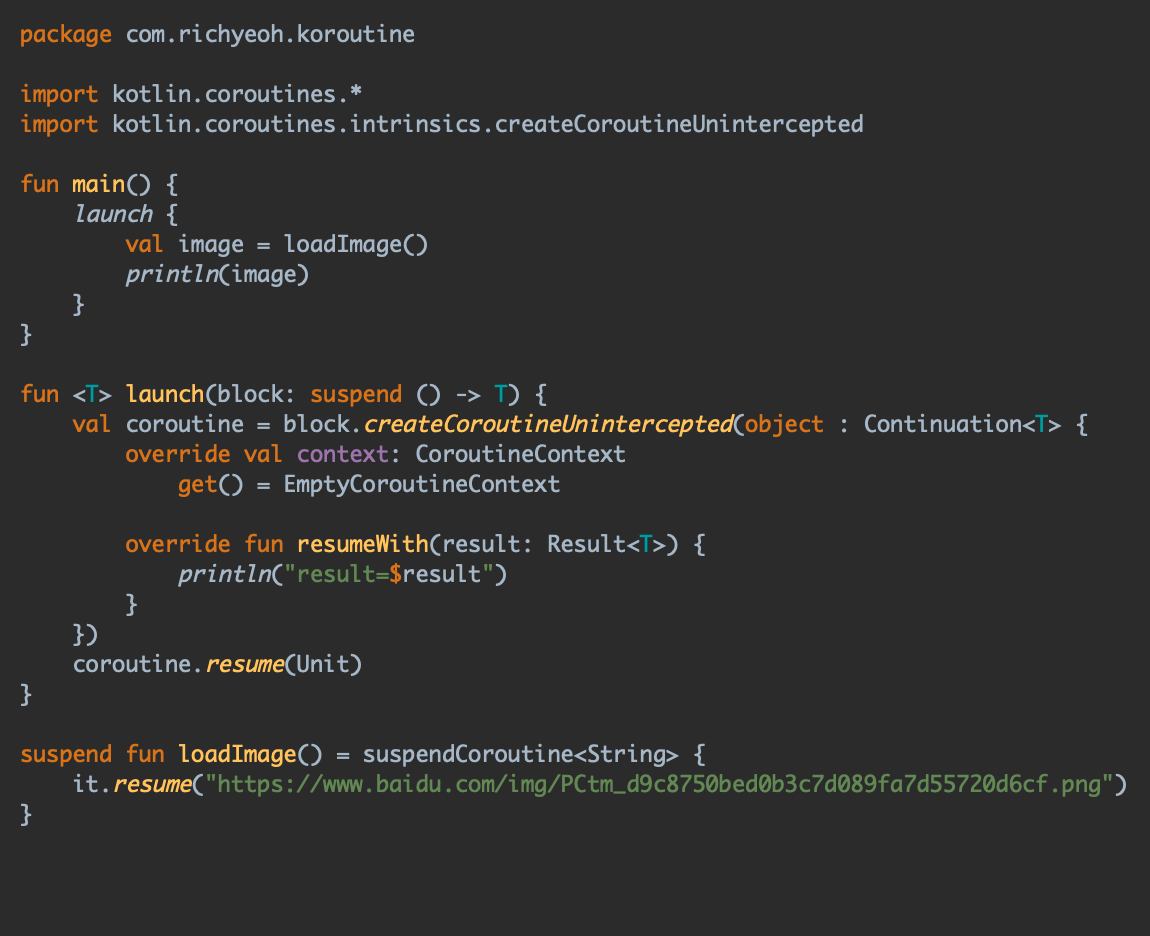 package com.richyeoh.koroutine

import kotlin.coroutines.*
import kotlin.coroutines.intrinsics.createCoroutineUnintercepted

fun main() {
    launch {
        val image = loadImage()
        println(image)
    }
}

fun <T> launch(block: suspend () -> T) {
    val coroutine = block.createCoroutineUnintercepted(object : Continuation<T> {
        override val context: CoroutineContext
            get() = EmptyCoroutineContext

        override fun resumeWith(result: Result<T>) {
            println("result=$result")
        }
    })
    coroutine.resume(Unit)
}

suspend fun loadImage() = suspendCoroutine<String> {
    it.resume("https://www.baidu.com/img/PCtm_d9c8750bed0b3c7d089fa7d55720d6cf.png")
}